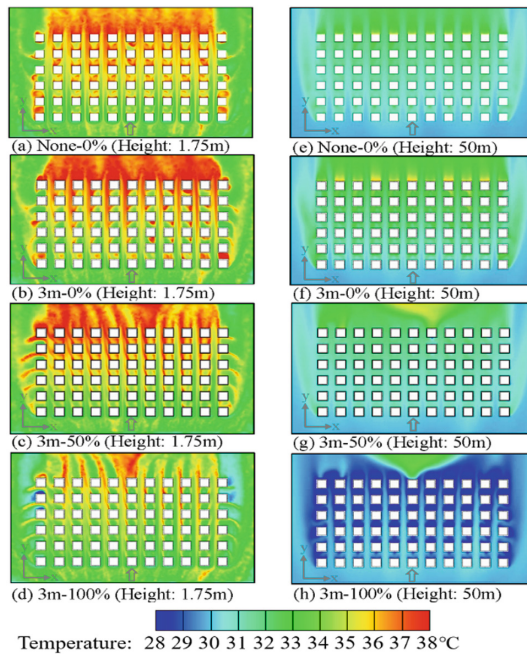 y
x
y
x
(a) None-0% (Height: 1.75m)
(e) None-0% (Height: 50m)
y
x
y
x
(b) 3m-0% (Height: 1.75m)
(f) 3m-0% (Height: 50m)
y
x
y
x
(c) 3m-50% (Height: 1.75m)
(g) 3m-50% (Height: 50m)
y
x
y
x
(d) 3m-100% (Height: 1.75m)
(h) 3m-100% (Height: 50m)
Temperature: 28 29 30 31 32 33 34 35 36 37 38℃